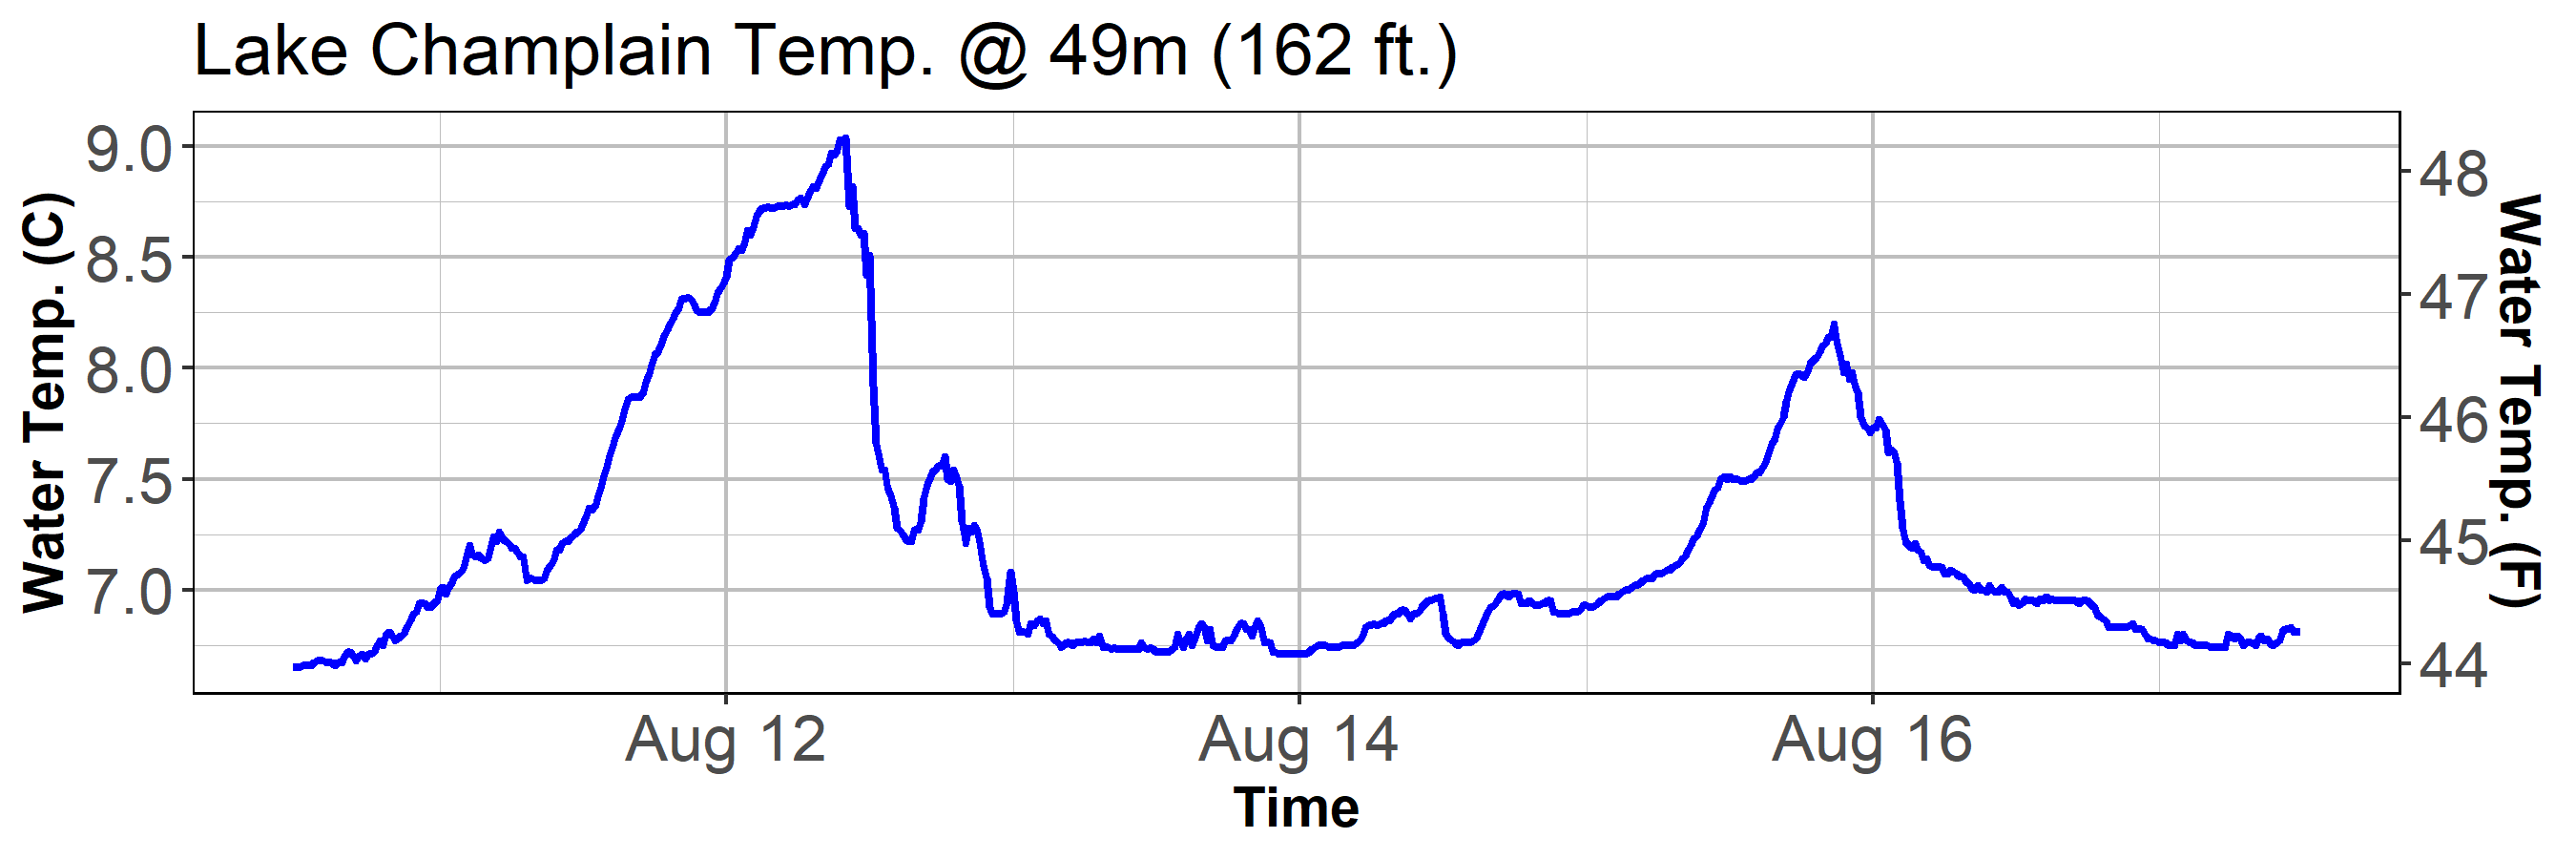 Lake Champlain Temp. @ 49m (162 ft.)
Water Temp. (C)
9.0
8.5
8.0
7.5
7.0
48
47
46
45
44
Water Temp. (F)
Aug 12
Aug 14
Aug 16
Time